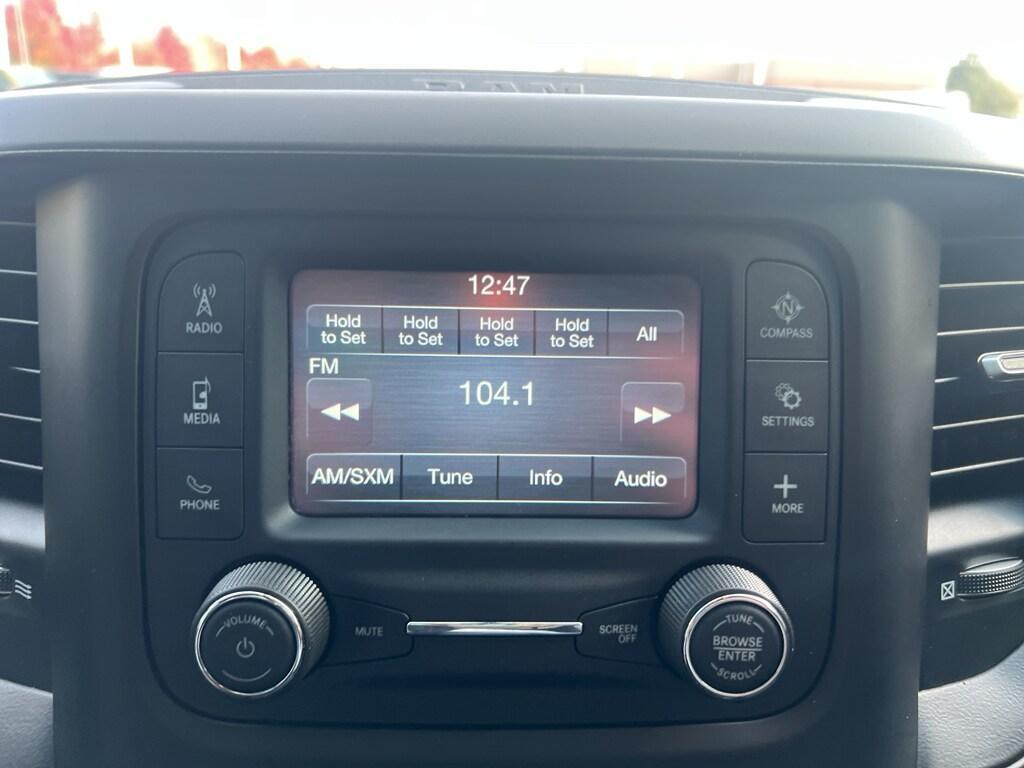 RAM
12:47
Hold to Set
Hold to Set
Hold to Set
Hold to Set
All
FM
104.1
AM/SXM
Tune
Info
Audio
RADIO
MEDIA
PHONE
N
COMPASS
SETTINGS
MORE
VOLUME
MUTE
SCREEN
OFF
TUNE
BROWSE
ENTER
SCROLL